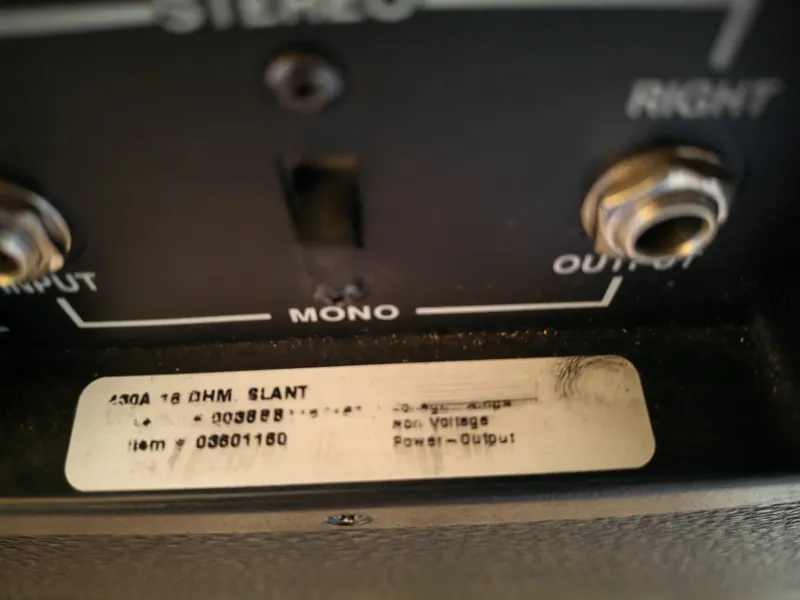 STEREO
RIGHT
INPUT
OUTPUT
MONO
430A 16 OHM. SLANT
Non Voltage
Item # 03601160
Power-Output